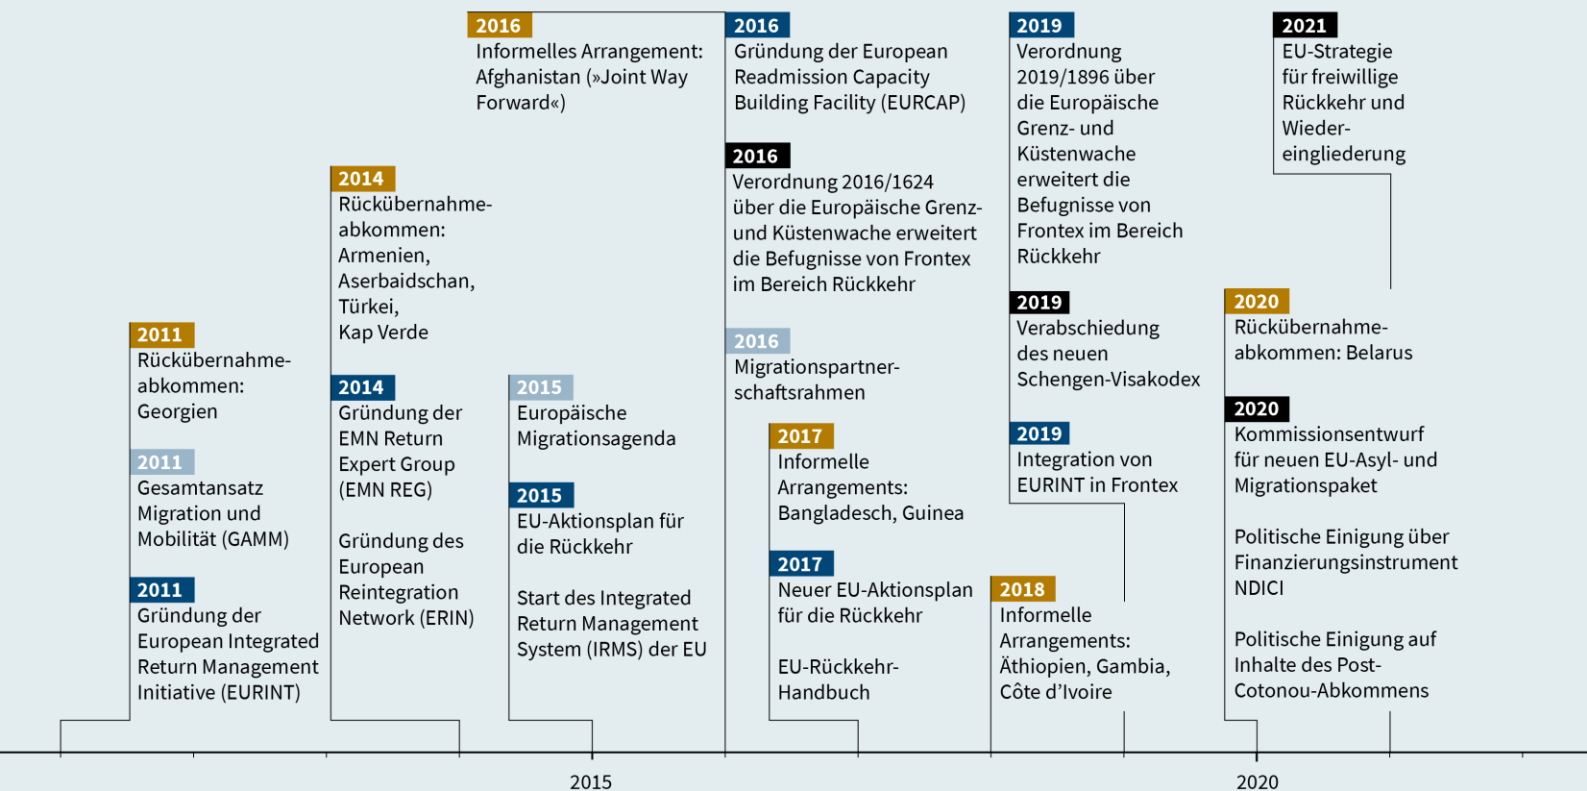 2011
Rückübernahme-
abkommen:
Georgien
2011
Gesamtansatz
Migration und
Mobilität (GAMM)
2011
Gründung der
European Integrated
Return Management
Initiative (EURINT)
2014
Rückübernahme-
abkommen:
Armenien,
Aserbaidschan,
Türkei,
Kap Verde
2014
Gründung der
EMN Return
Expert Group
(EMN REG)
Gründung des
European
Reintegration
Network (ERIN)
2015
Europäische
Migrationsagenda
2015
EU-Aktionsplan für
die Rückkehr
Start des Integrated
Return Management
System (IRMS) der EU
2016
Informelles Arrangement:
Afghanistan (»Joint Way
Forward«)
2016
Gründung der European
Readmission Capacity
Building Facility (EURCAP)
2016
Verordnung 2016/1624
über die Europäische Grenz-
und Küstenwache erweitert
die Befugnisse von Frontex
im Bereich Rückkehr
2016
Migrationspartner-
schaftsrahmen
2017
Informelle
Arrangements:
Bangladesch, Guinea
2017
Neuer EU-Aktionsplan
für die Rückkehr
EU-Rückkehr-
Handbuch
2018
Informelle
Arrangements:
Äthiopien, Gambia,
Côte d’Ivoire
2019
Verordnung
2019/1896 über
die Europäische
Grenz- und
Küstenwache
erweitert die
Befugnisse von
Frontex im Bereich
Rückkehr
2019
Verabschiedung
des neuen
Schengen-Visakodex
2019
Integration von
EURINT in Frontex
2020
Rückübernahme-
abkommen: Belarus
2020
Kommissionsentwurf
für neuen EU-Asyl- und
Migrationspaket
Politische Einigung über
Finanzierungsinstrument
NDICI
Politische Einigung auf
Inhalte des Post-
Cotonou-Abkommens
2021
EU-Strategie
für freiwillige
Rückkehr und
Wieder-
eingliederung
2015
2020